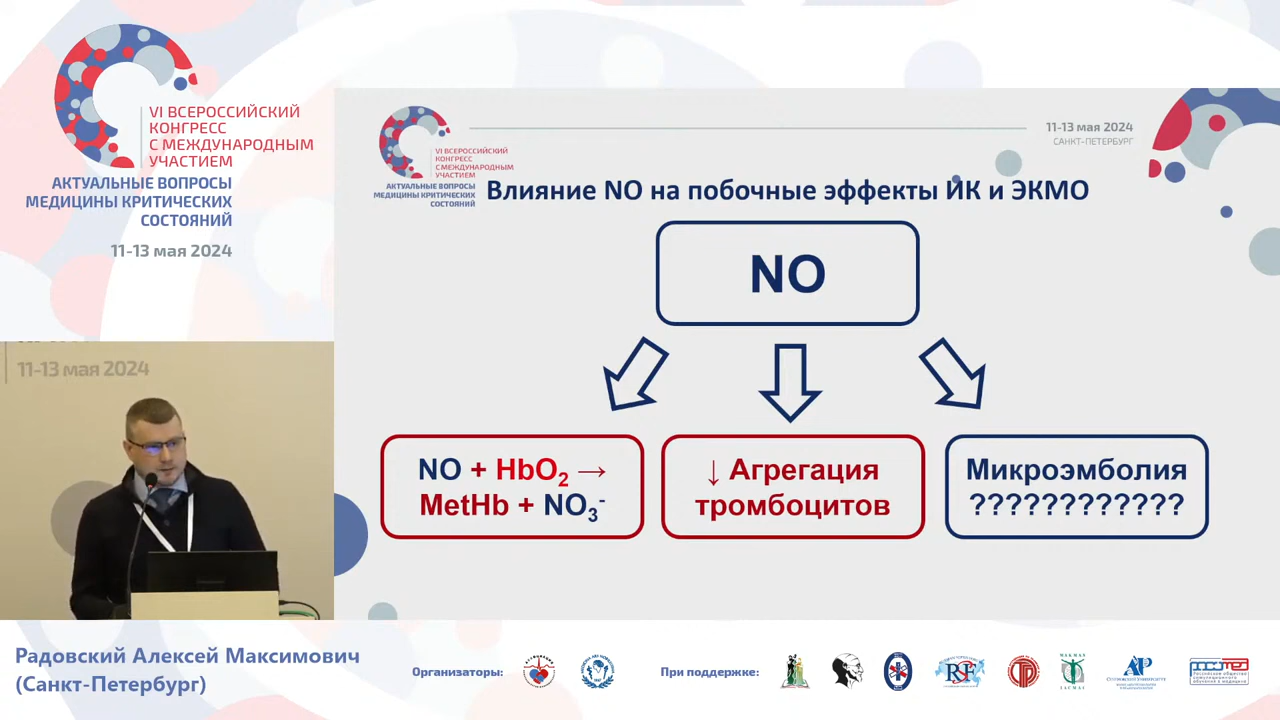 VI ВСЕРОССИЙСКИЙ
КОНГРЕСС
С МЕЖДУНАРОДНЫМ
УЧАСТИЕМ
АКТУАЛЬНЫЕ ВОПРОСЫ
МЕДИЦИНЫ КРИТИЧЕСКИХ
СОСТОЯНИЙ
11-13 мая 2024
VI ВСЕРОССИЙСКИЙ
КОНГРЕСС
С МЕЖДУНАРОДНЫМ
УЧАСТИЕМ
АКТУАЛЬНЫЕ ВОПРОСЫ
МЕДИЦИНЫ КРИТИЧЕСКИХ
СОСТОЯНИЙ
11-13 мая 2024
САНКТ-ПЕТЕРБУРГ
Влияние NO на побочные эффекты ИК и ЭКМО
NO
NO + HbO₂ →
MetHb + NO₃⁻
↓ Агрегация
тромбоцитов
Микроэмболия
????????????
11-13 мая 2024
Радовский Алексей Максимович
(Санкт-Петербург)
Организаторы:
При поддержке: